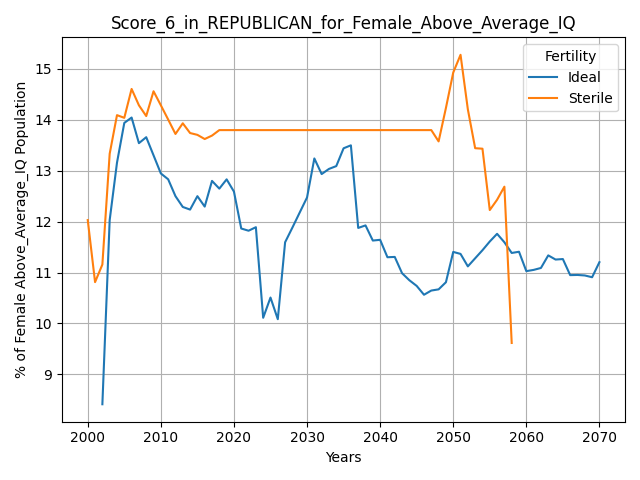 Score_6_in_REPUBLICAN_for_Female_Above_Average_IQ
% of Female Above_Average_IQ Population
15
14
13
12
11
10
9
Fertility
Ideal
Sterile
2000 2010 2020 2030 2040 2050 2060 2070
Years